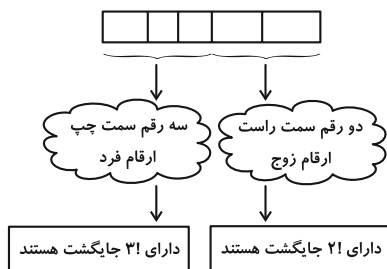 دو رقم سمت راست
ارقام زوج
سه رقم سمت چپ
ارقام فرد
دارای !۲ جایگشت هستند
دارای !۳ جایگشت هستند